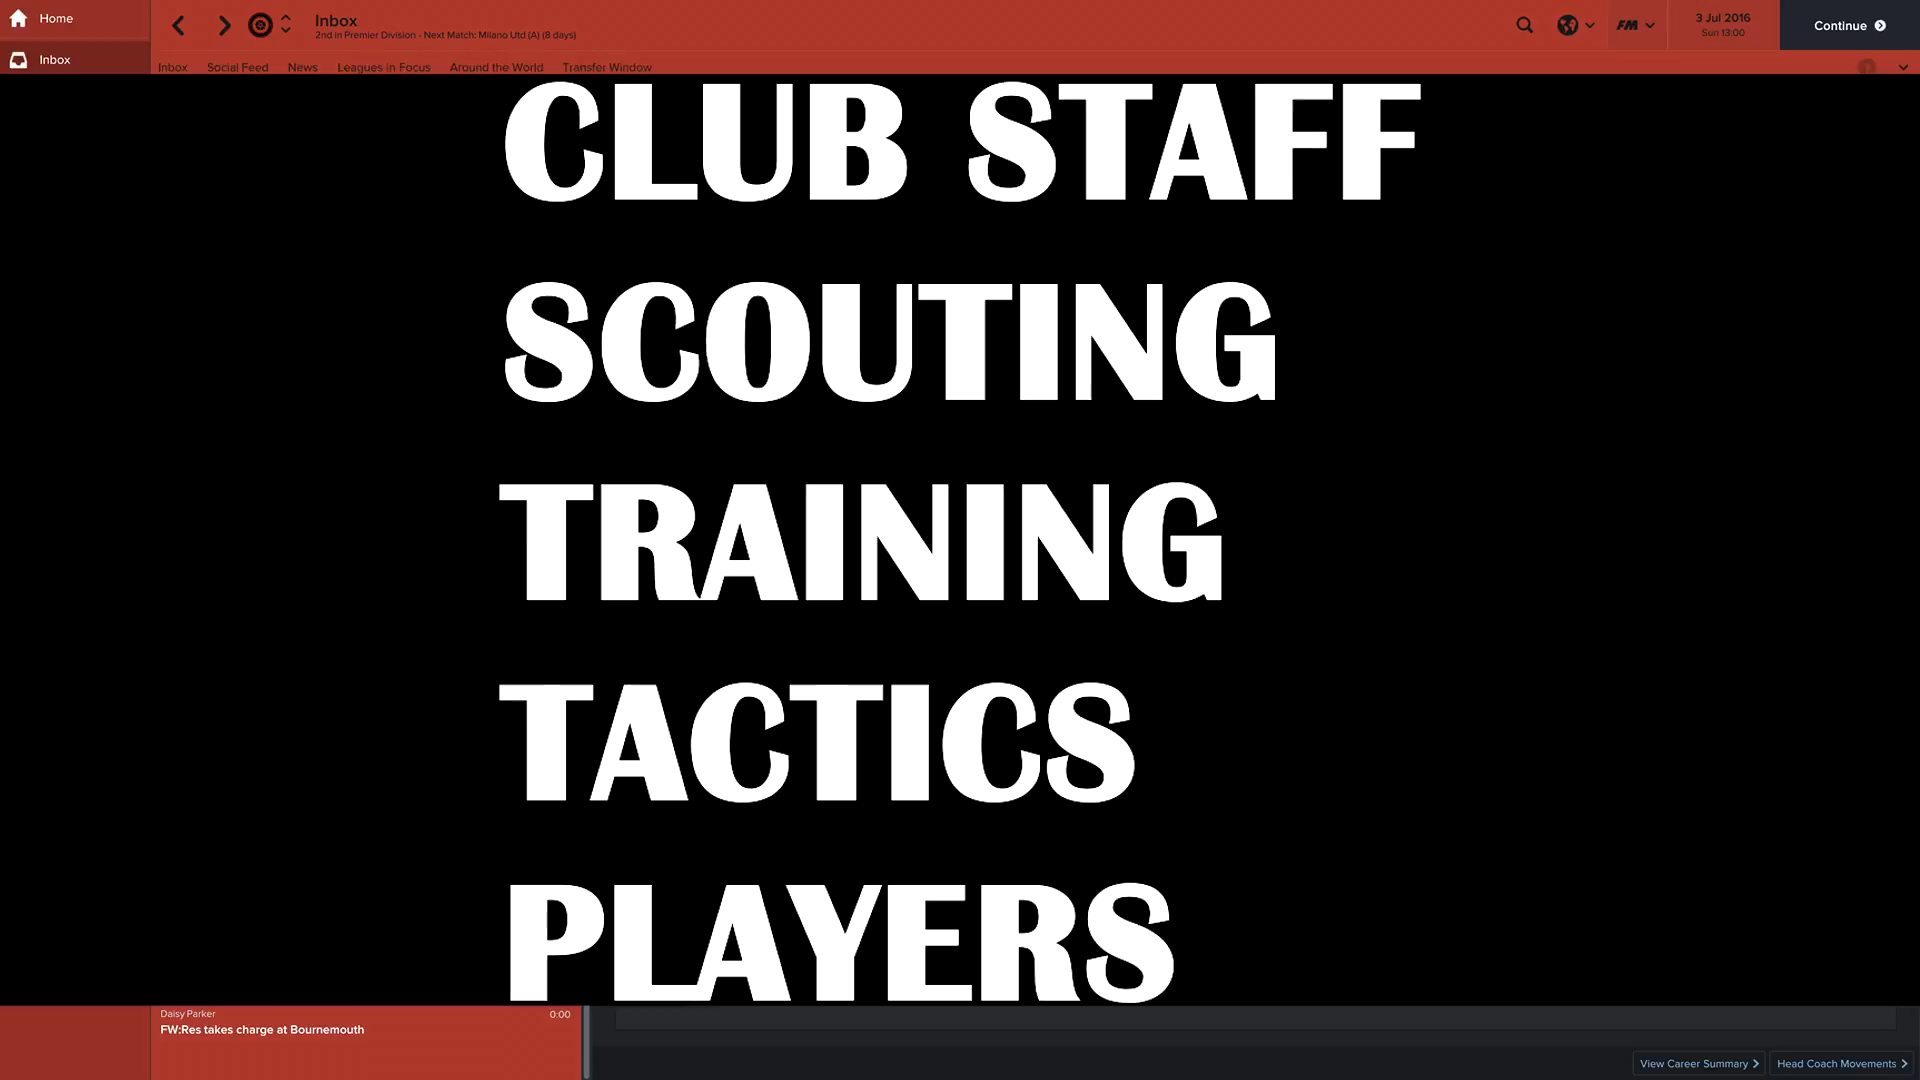 Home
Inbox
Inbox
2nd in Premier Division - Next Match: Milano Utd (A) (8 days)
FM
3 Jul 2016
Sun 13:00
Continue
Inbox Social Feed News Leagues in Focus Around the World Transfer Window
CLUB STAFF
SCOUTING
TRAINING
TACTICS
PLAYERS
Daisy Parker 0:00
FW:Res takes charge at Bournemouth
View Career Summary
Head Coach Movements